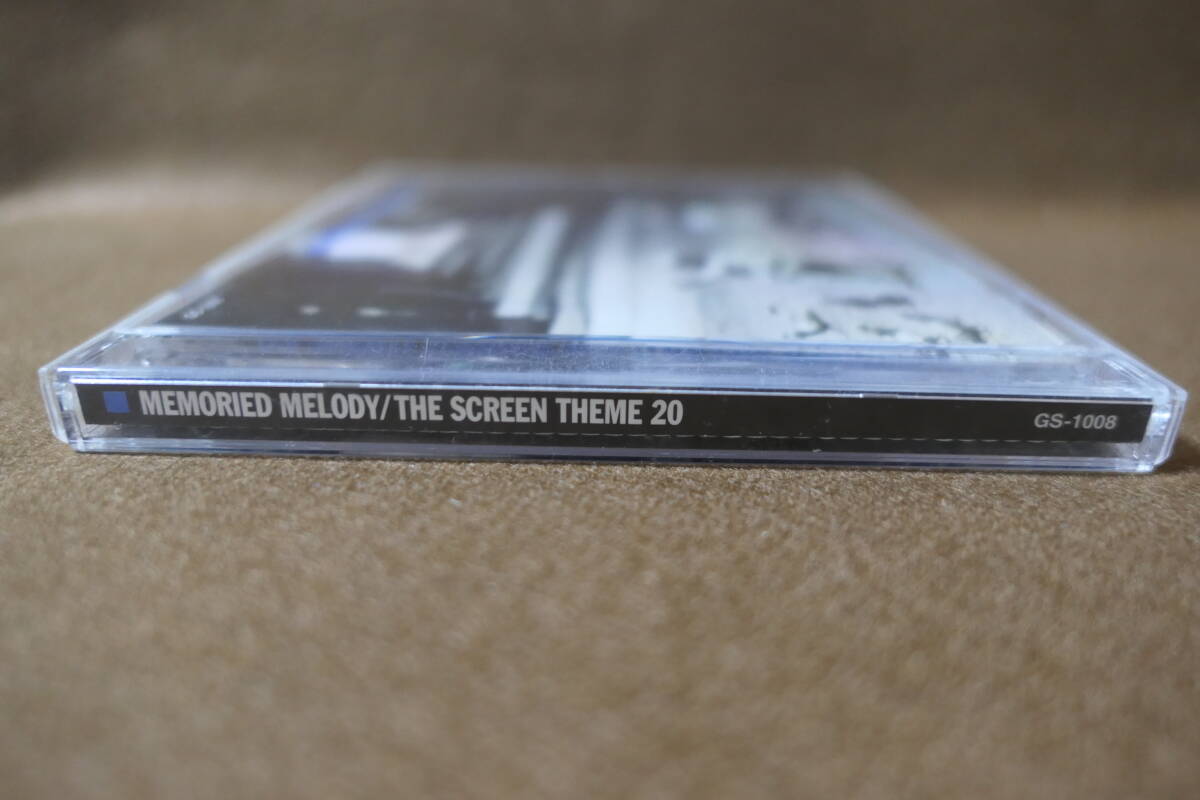 MEMORIED MELODY/THE SCREEN THEME 20 GS-1008